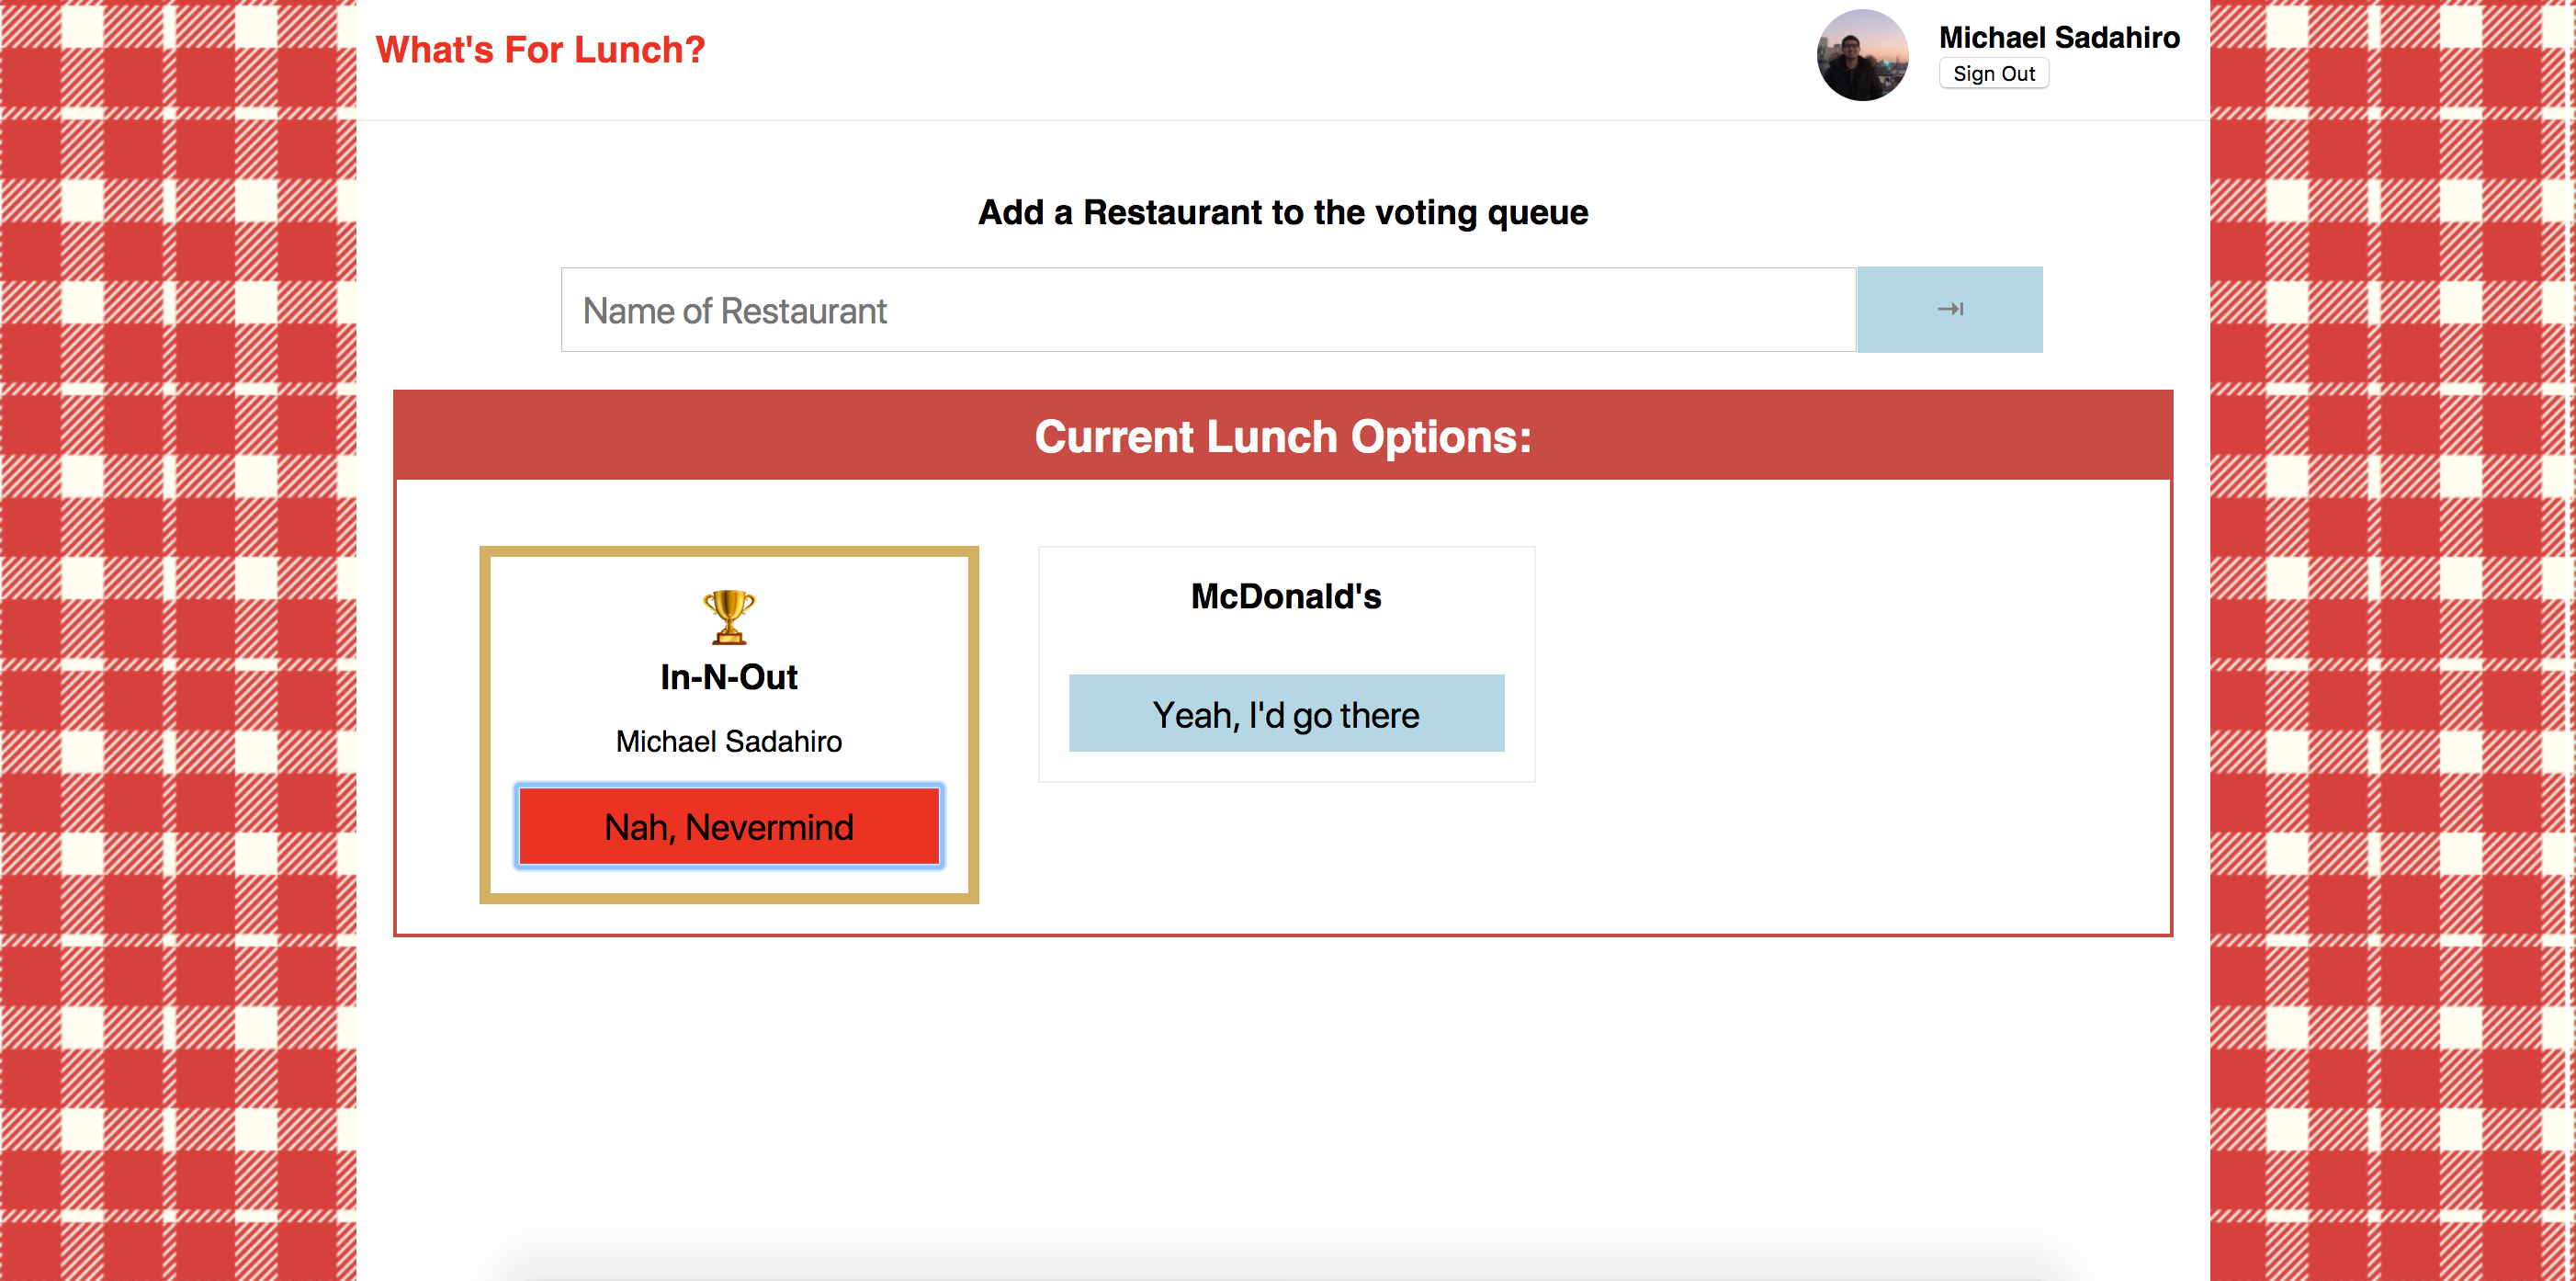 What's For Lunch?
Michael Sadahiro
Sign Out
Add a Restaurant to the voting queue
Name of Restaurant
Current Lunch Options:
In-N-Out
Michael Sadahiro
Nah, Nevermind
McDonald's
Yeah, I'd go there